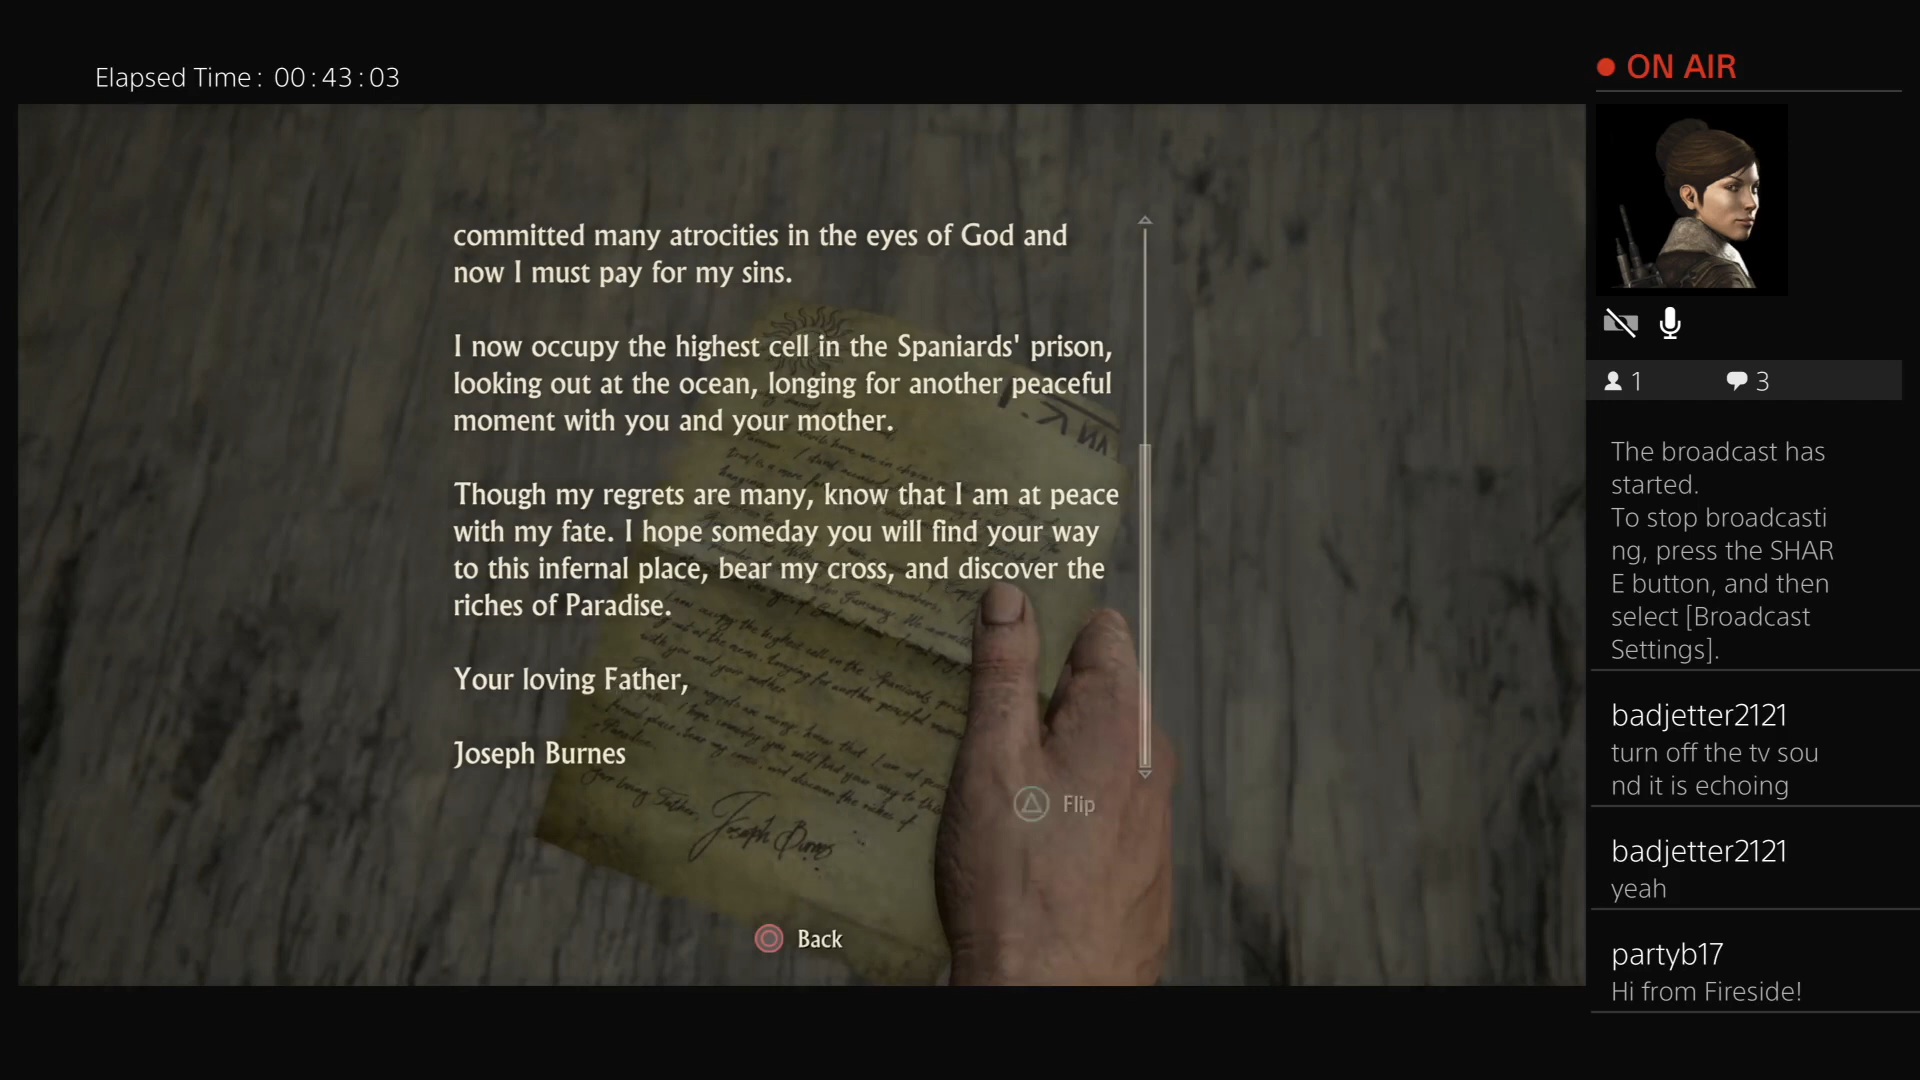 Elapsed Time: 00:43:03
ON AIR
committed many atrocities in the eyes of God and
now I must pay for my sins.
I now occupy the highest cell in the Spaniards' prison,
looking out at the ocean, longing for another peaceful
moment with you and your mother.
Though my regrets are many, know that I am at peace
with my fate. I hope someday you will find your way
to this infernal place, bear my cross, and discover the
riches of Paradise.
Your loving Father,
Joseph Burnes
Flip
Back
Your loving Father,
Joseph Burnes
1
3
The broadcast has
started.
To stop broadcasti
ng, press the SHAR
E button, and then
select [Broadcast
Settings].
badjetter2121
turn off the tv sou
nd it is echoing
badjetter2121
yeah
partyb17
Hi from Fireside!